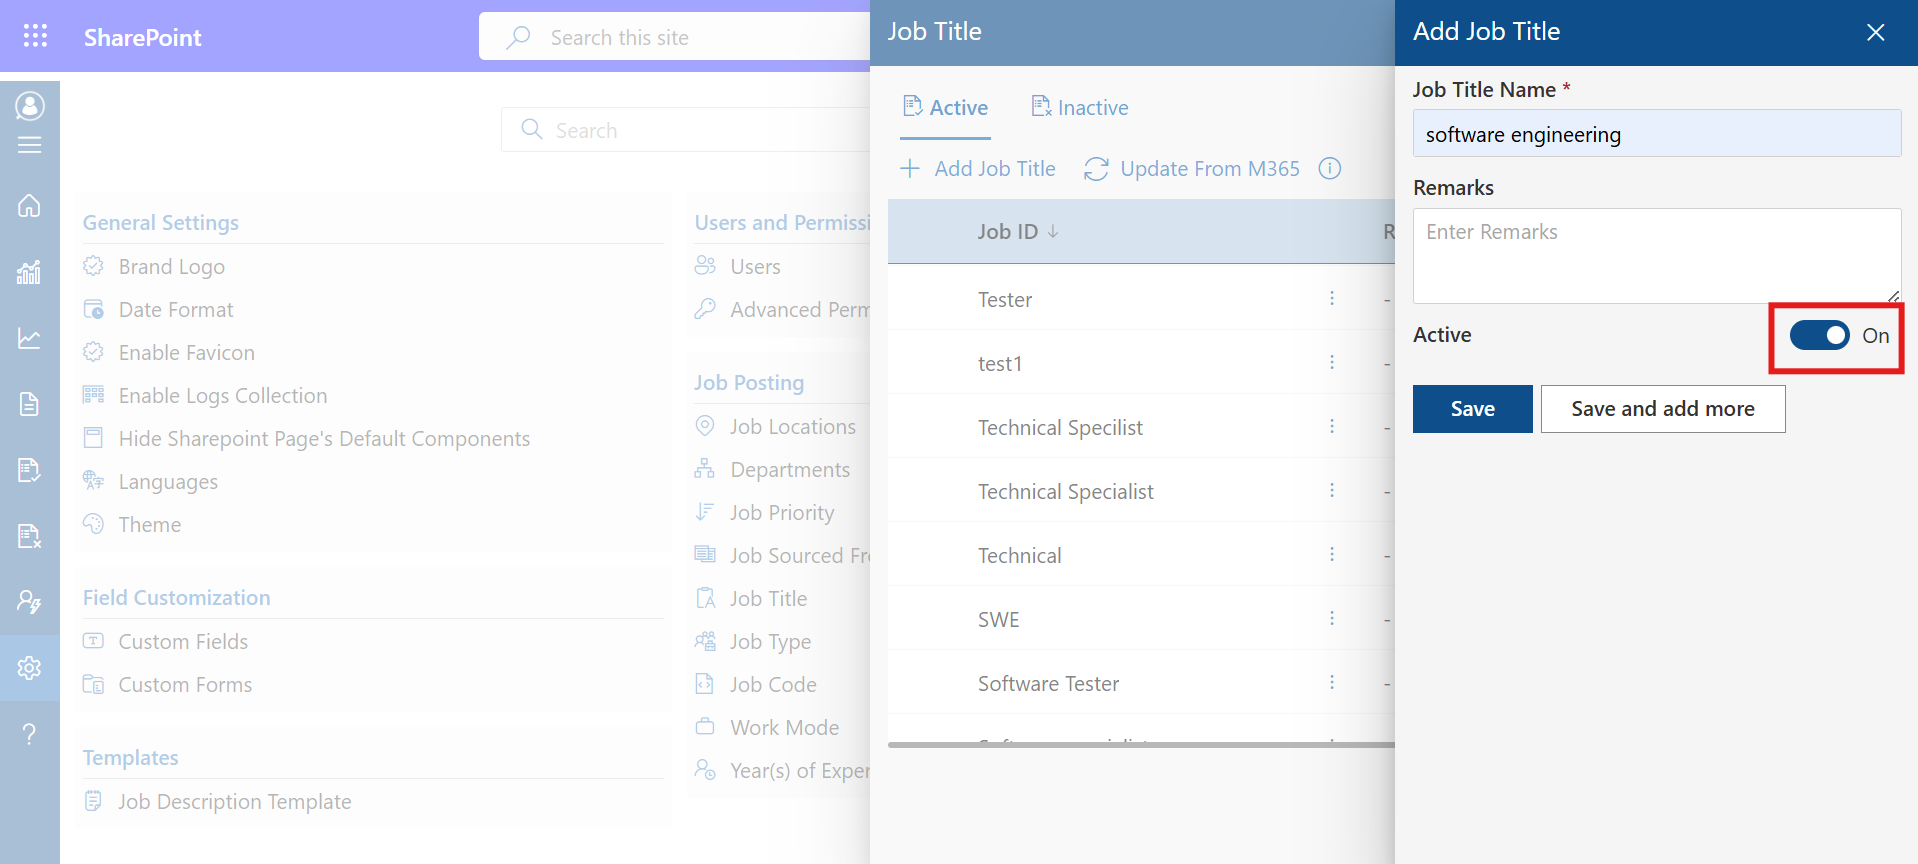 SharePoint
Search this site
Search
General Settings
Brand Logo
Date Format
Enable Favicon
Enable Logs Collection
Hide Sharepoint Page's Default Components
Languages
Theme
Field Customization
Custom Fields
Custom Forms
Templates
Job Description Template
Users and Permissi
Users
Advanced Perm
Job Posting
Job Locations
Departments
Job Priority
Job Sourced Fr
Job Title
Job Type
Job Code
Work Mode
Year(s) of Exper
Job Title
Active
Inactive
Add Job Title
Update From M365
Job ID
R
Tester
-
test1
-
Technical Specilist
-
Technical Specialist
-
Technical
-
SWE
-
Software Tester
-
Add Job Title
Job Title Name *
software engineering
Remarks
Enter Remarks
Active
On
Save
Save and add more